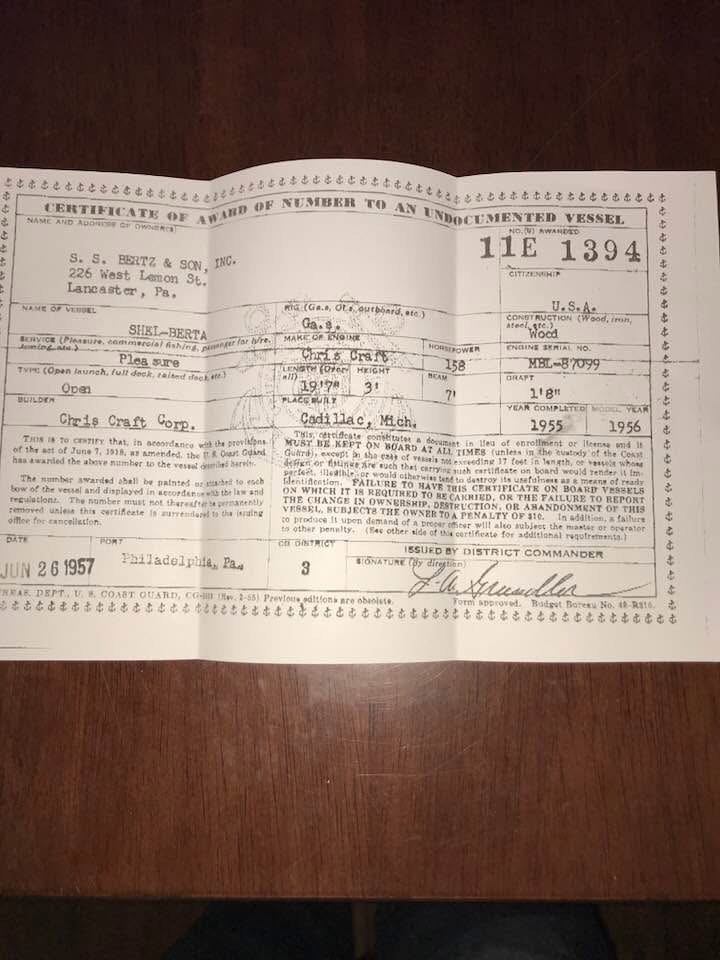 CERTIFICATE OF AWARD OF NUMBER TO AN UNDOCUMENTED VESSEL
NAME AND ADDRESS OF OWNER(S)
S. S. BERTZ & SON, INC.
226 West Lemon St.
Lancaster, Pa.
NO.(S) AWARDED
11E 1394
CITIZENSHIP
U.S.A.
NAME OF VESSEL
SHEL-BERTA
RIG (Ga.s, Ol.s, outboard, etc.)
Ga.s.
CONSTRUCTION (Wood, iron, steel, etc.)
Wood
SERVICE (Pleasure, commercial fishing, passenger for hire, etc.)
Pleasure
MAKE OF ENGINE
Chris Craft
HORSEPOWER
158
ENGINE SERIAL NO.
MBL-87099
TYPE (Open launch, full deck, raised deck, etc.)
Open
LENGTH (Over all)
19'7"
HEIGHT
3'
BEAM
7'
DRAFT
1'8"
BUILDER
Chris Craft Corp.
PLACE BUILT
Cadillac, Mich.
YEAR COMPLETED
1955
MODEL YEAR
1956
THIS IS TO CERTIFY that, in accordance with the provisions
of the act of June 7, 1918, as amended, the U. S. Coast Guard
has awarded the above number to the vessel described herein.
The number awarded shall be painted or attached to each
bow of the vessel and displayed in accordance with the law and
regulations. The number must not thereafter be permanently
removed unless this certificate is surrendered to the issuing
office for cancellation.
This certificate constitutes a document in lieu of enrollment or license and it
MUST BE KEPT ON BOARD AT ALL TIMES (unless in the custody of the Coast
Guard), except in the case of vessels not exceeding 17 feet in length, or vessels whose
design or fittings are such that carrying such certificate on board would render it im-
perfect, illegible, or would otherwise tend to destroy its usefulness as a means of ready
identification. FAILURE TO HAVE THIS CERTIFICATE ON BOARD VESSELS
ON WHICH IT IS REQUIRED TO BE CARRIED, OR THE FAILURE TO REPORT
THE CHANGE IN OWNERSHIP, DESTRUCTION, OR ABANDONMENT OF THIS
VESSEL, SUBJECTS THE OWNER TO A PENALTY OF $10. In addition, a failure
to produce it upon demand of a proper officer will also subject the master or operator
to other penalty. (See other side of this certificate for additional requirements.)
DATE
JUN 26 1957
PORT
Philadelphia, Pa.
CG DISTRICT
3
ISSUED BY DISTRICT COMMANDER
SIGNATURE (By direction)
TREAS. DEPT., U. S. COAST GUARD, CG- (Rev. 2-55) Previous editions are obsolete.
Form approved. Budget Bureau No. 48-R316.